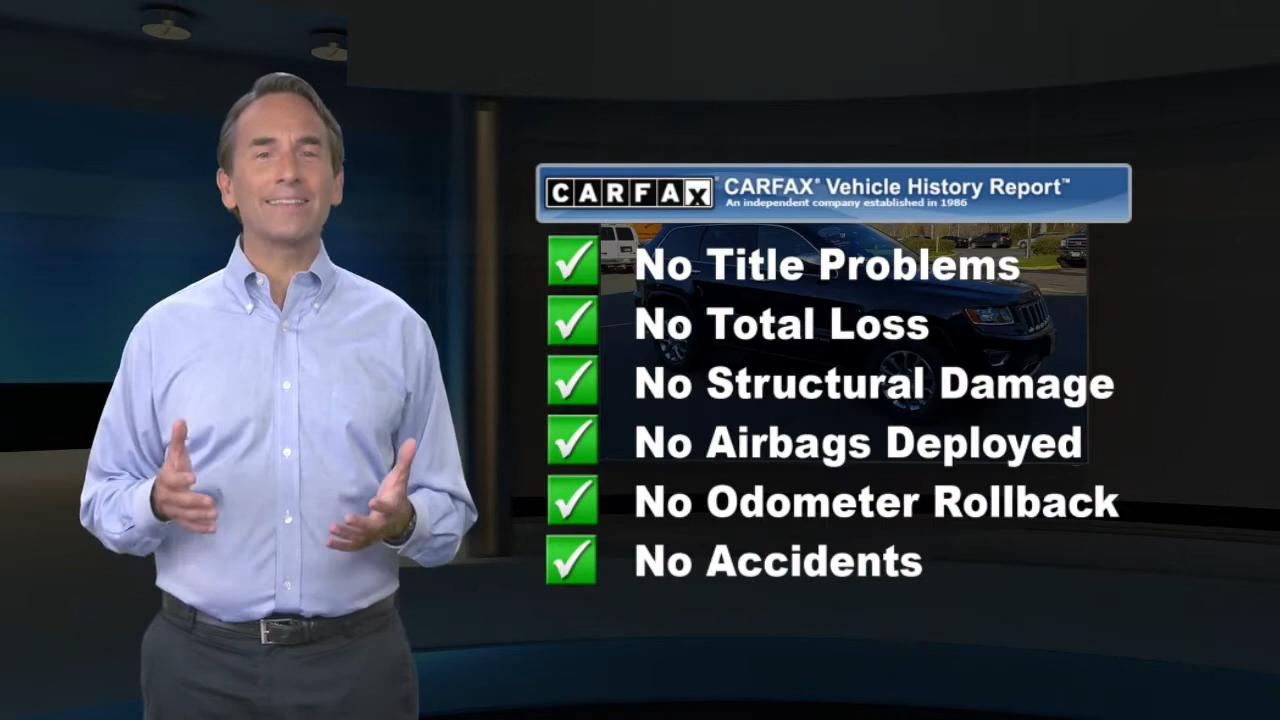 CARFAX® CARFAX® Vehicle History Report™
An independent company established in 1986
No Title Problems
No Total Loss
No Structural Damage
No Airbags Deployed
No Odometer Rollback
No Accidents